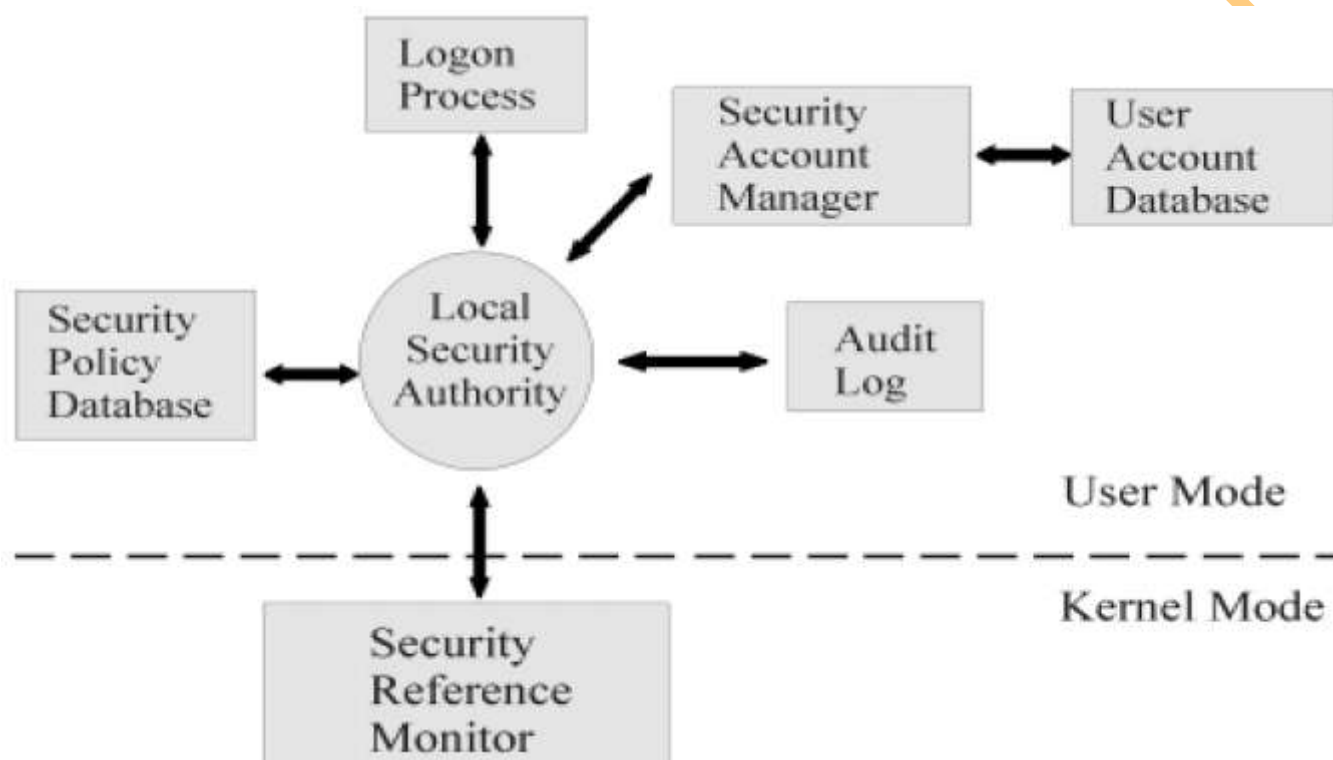 Logon
Process
Security
Account
Manager
User
Account
Database
Security
Policy
Database
Local
Security
Authority
Audit
Log
User Mode
Kernel Mode
Security
Reference
Monitor